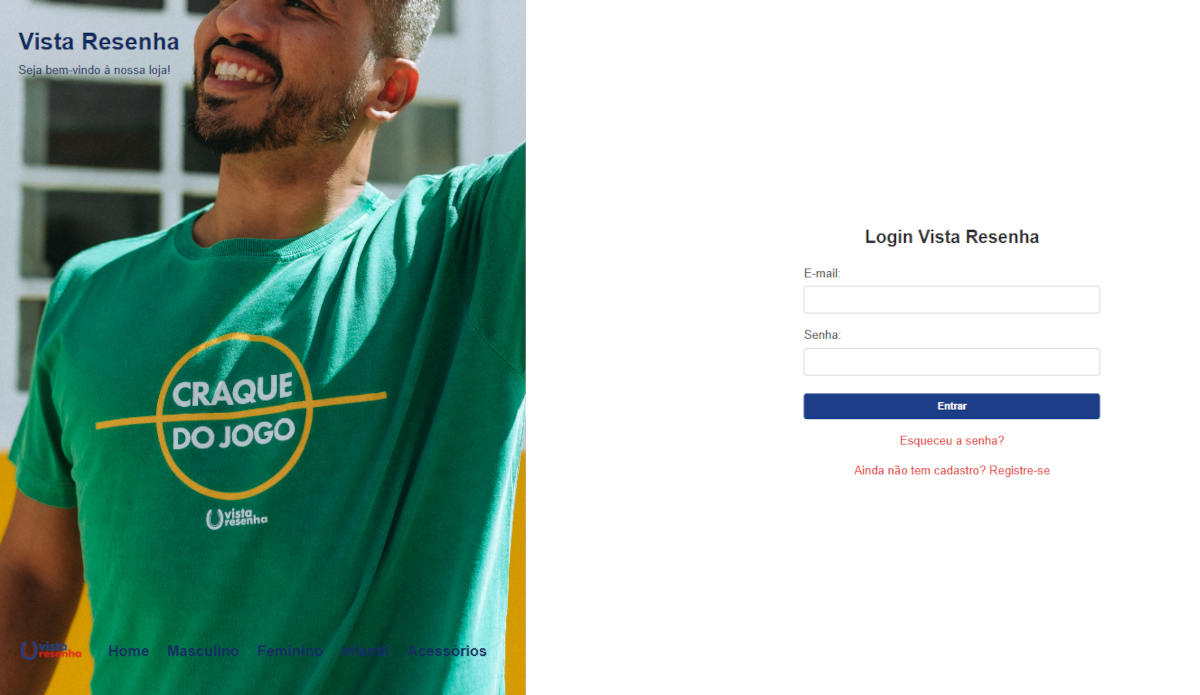 Vista Resenha
Seja bem-vindo à nossa loja!
CRAQUE
DO JOGO
vista
resenha
vista
resenha
Home Masculino Feminino Infantil Acessórios
Login Vista Resenha
E-mail:
Senha:
Entrar
Esqueceu a senha?
Ainda não tem cadastro? Registre-se